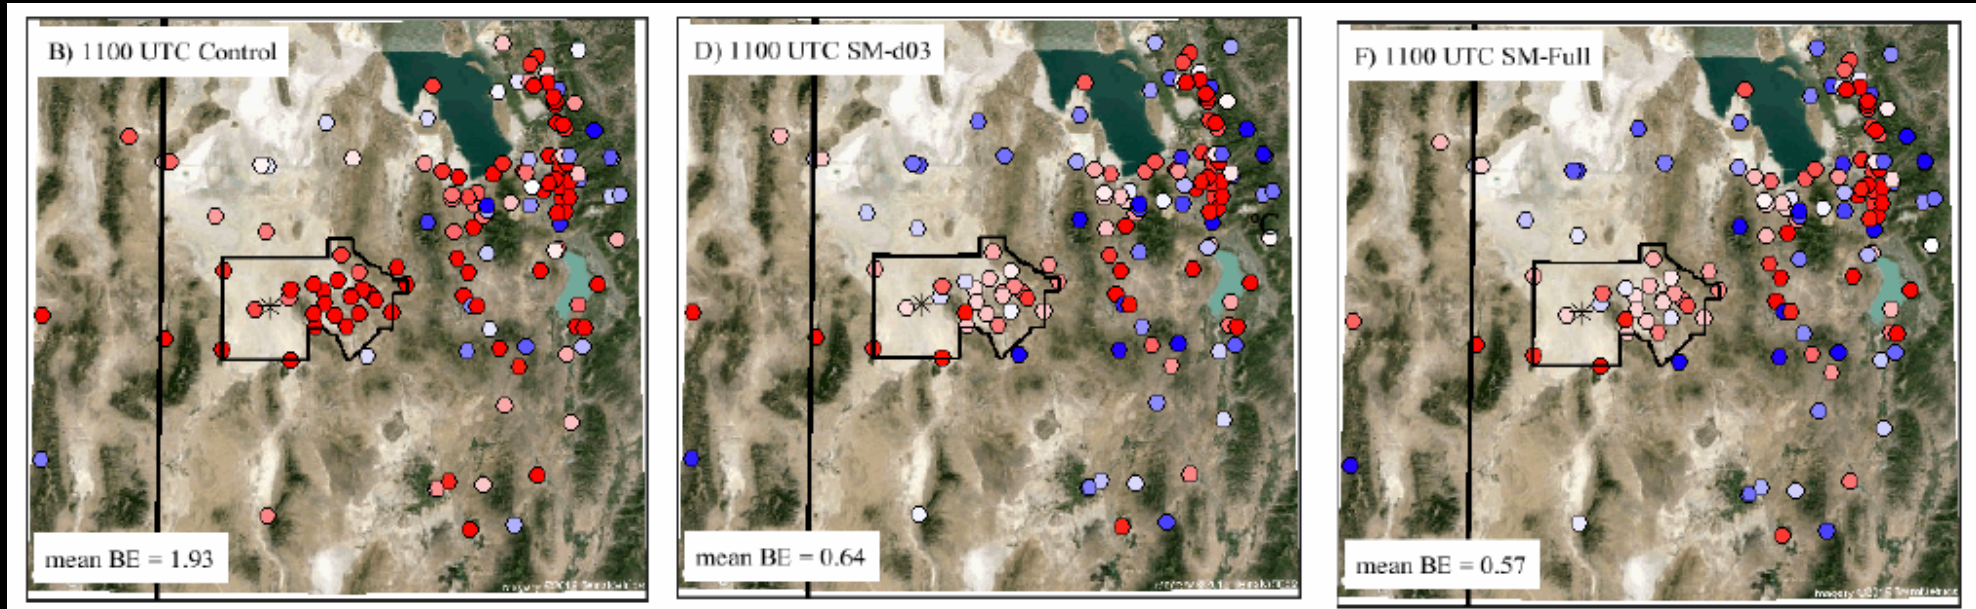 B) 1100 UTC Control
D) 1100 UTC SM-d03
F) 1100 UTC SM-Full
°C
mean BE = 1.93
mean BE = 0.64
mean BE = 0.57